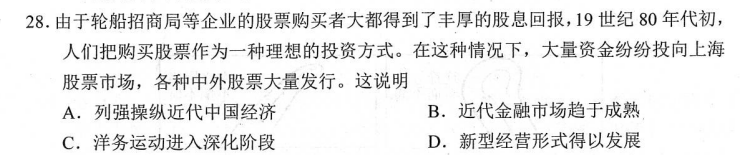 28.由于轮船招商局等企业的股票购买者大都得到了丰厚的股息回报,19 世纪 80 年代初,
人们把购买股票作为一种理想的投资方式。在这种情况下，大量资金纷纷投向上海
股票市场，各种中外股票大量发行。这说明
A．列强操纵近代中国经济 B．近代金融市场趋于成熟
C．洋务运动进入深化阶段 D．新型经营形式得以发展